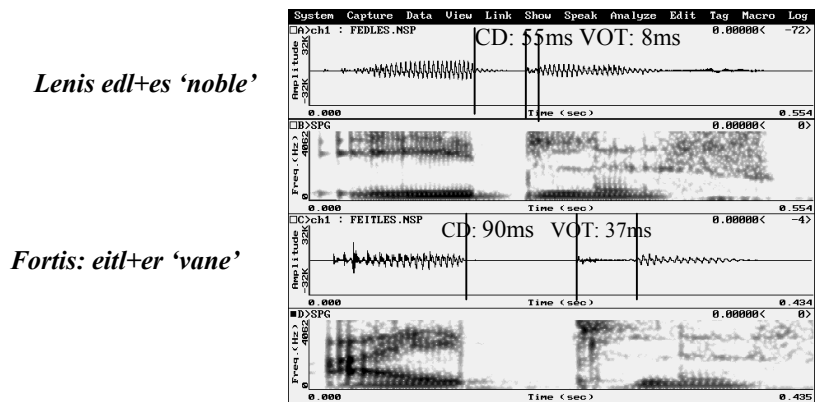 System Capture Data View Link Show Speak Analyze Edit Tag Macro Log
□A>ch1 : FEDLES.NSP 0.00000< -72>
CD: 55ms VOT: 8ms
Lenis edl+es ‘noble’
Amplitude
32K
-32K
0.000 Time (sec) 0.554
□B>SPG 0.00000< 0>
Freq.(Hz)
4062
0
0.000 Time (sec) 0.554
□C>ch1 : FEITLES.NSP 0.00000< -4>
CD: 90ms VOT: 37ms
Fortis: eitl+er ‘vane’
Amplitude
32K
-32K
0.000 Time (sec) 0.434
■D>SPG 0.00000< 0>
Freq.(Hz)
4062
0
0.000 Time (sec) 0.435